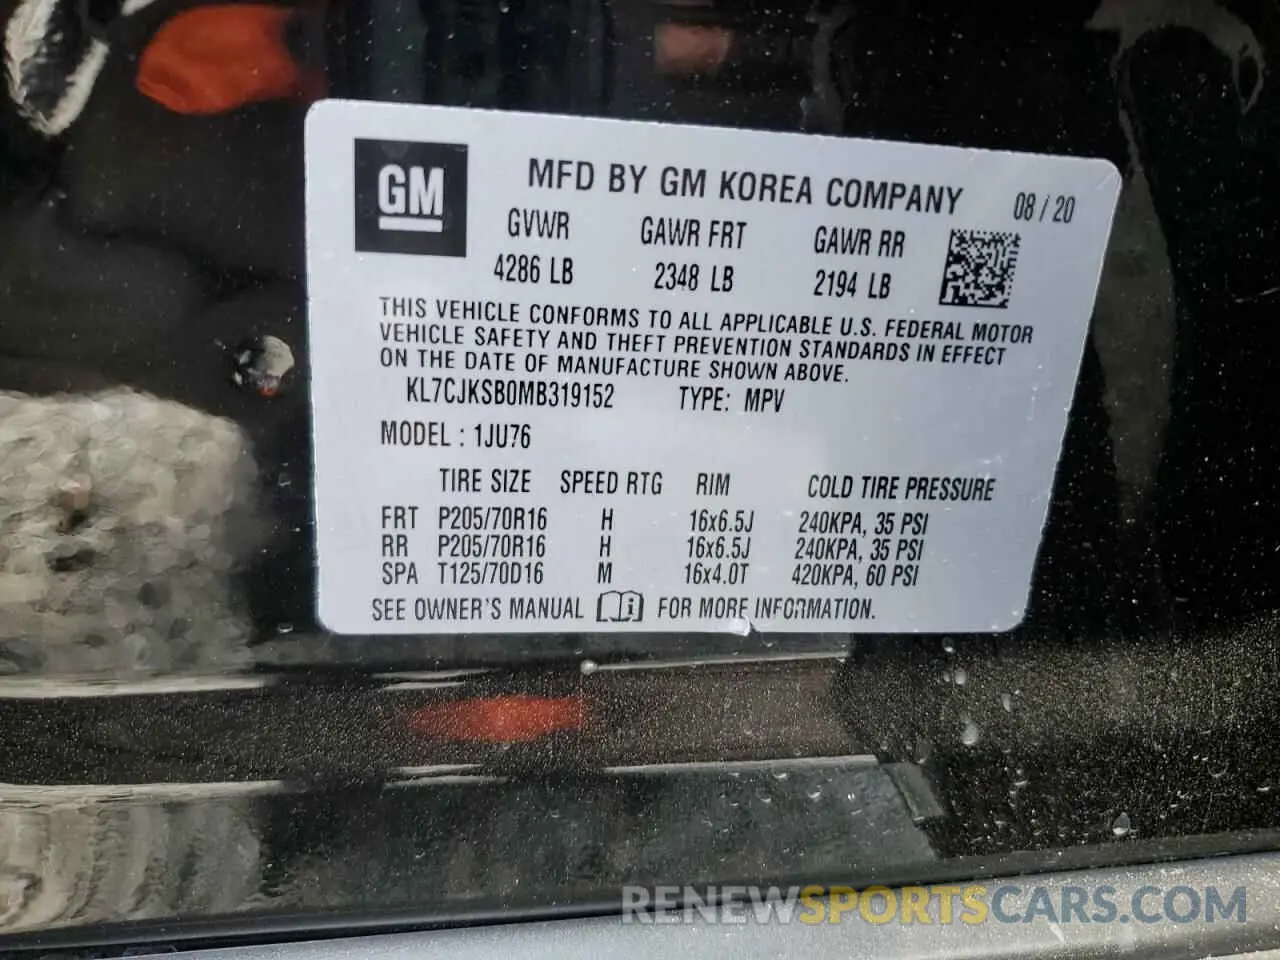 GM
MFD BY GM KOREA COMPANY 08 / 20
GVWR GAWR FRT GAWR RR
4286 LB 2348 LB 2194 LB
THIS VEHICLE CONFORMS TO ALL APPLICABLE U.S. FEDERAL MOTOR
VEHICLE SAFETY AND THEFT PREVENTION STANDARDS IN EFFECT
ON THE DATE OF MANUFACTURE SHOWN ABOVE.
KL7CJKSB0MB319152 TYPE: MPV
MODEL : 1JU76
TIRE SIZE SPEED RTG RIM COLD TIRE PRESSURE
FRT P205/70R16 H 16x6.5J 240KPA, 35 PSI
RR P205/70R16 H 16x6.5J 240KPA, 35 PSI
SPA T125/70D16 M 16x4.0T 420KPA, 60 PSI
SEE OWNER'S MANUAL FOR MORE INFORMATION.
RENEWSPORTSCARS.COM